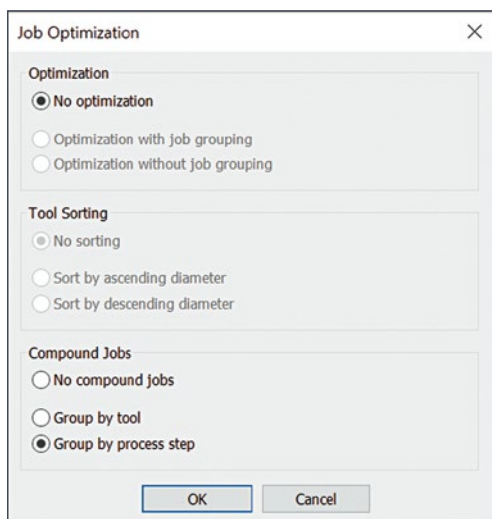 Job Optimization
Optimization
No optimization
Optimization with job grouping
Optimization without job grouping
Tool Sorting
No sorting
Sort by ascending diameter
Sort by descending diameter
Compound Jobs
No compound jobs
Group by tool
Group by process step
OK Cancel